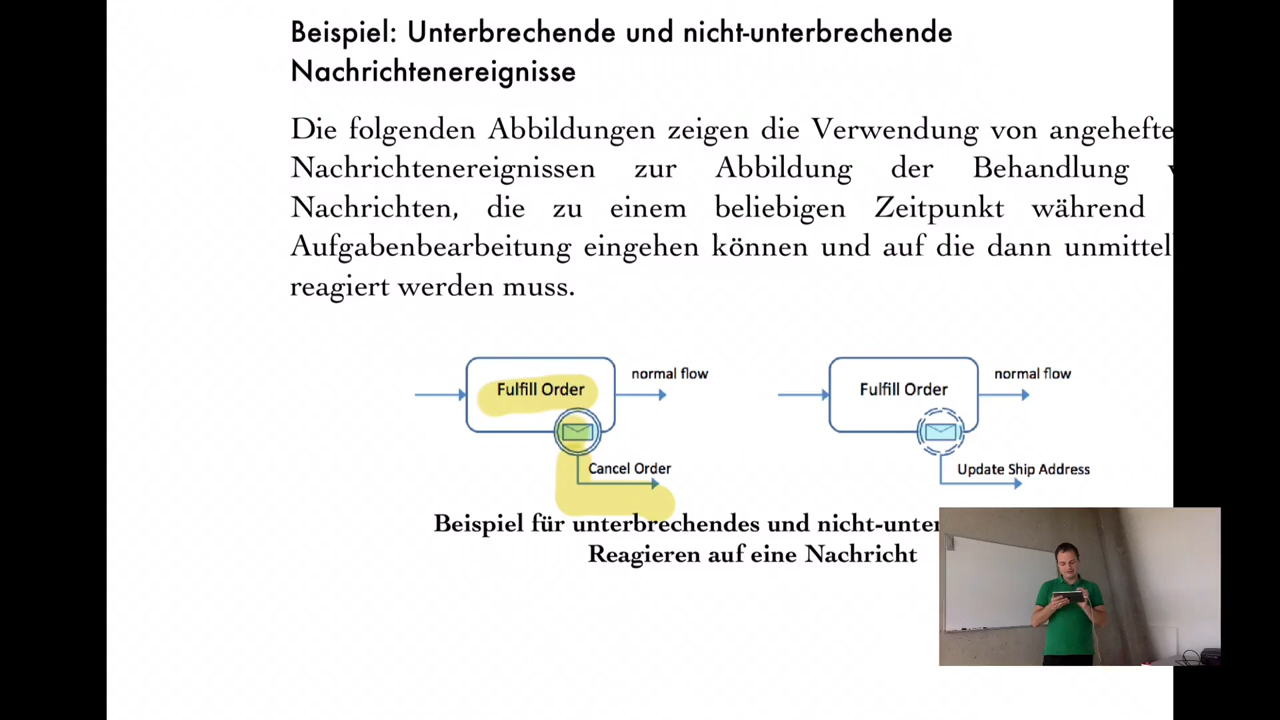 Beispiel: Unterbrechende und nicht-unterbrechende
Nachrichtenereignisse
Die folgenden Abbildungen zeigen die Verwendung von angehefte
Nachrichtenereignissen zur Abbildung der Behandlung
Nachrichten, die zu einem beliebigen Zeitpunkt während
Aufgabenbearbeitung eingehen können und auf die dann unmittel
reagiert werden muss.
Fulfill Order
normal flow
Cancel Order
Fulfill Order
normal flow
Update Ship Address
Beispiel für unterbrechendes und nicht-unter
Reagieren auf eine Nachricht